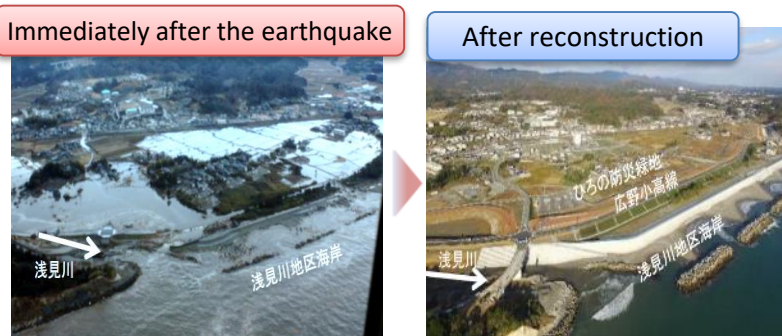 Immediately after the earthquake
After reconstruction
浅見川
浅見川地区海岸
ひろの防災緑地
広野小高線
浅見川
浅見川地区海岸